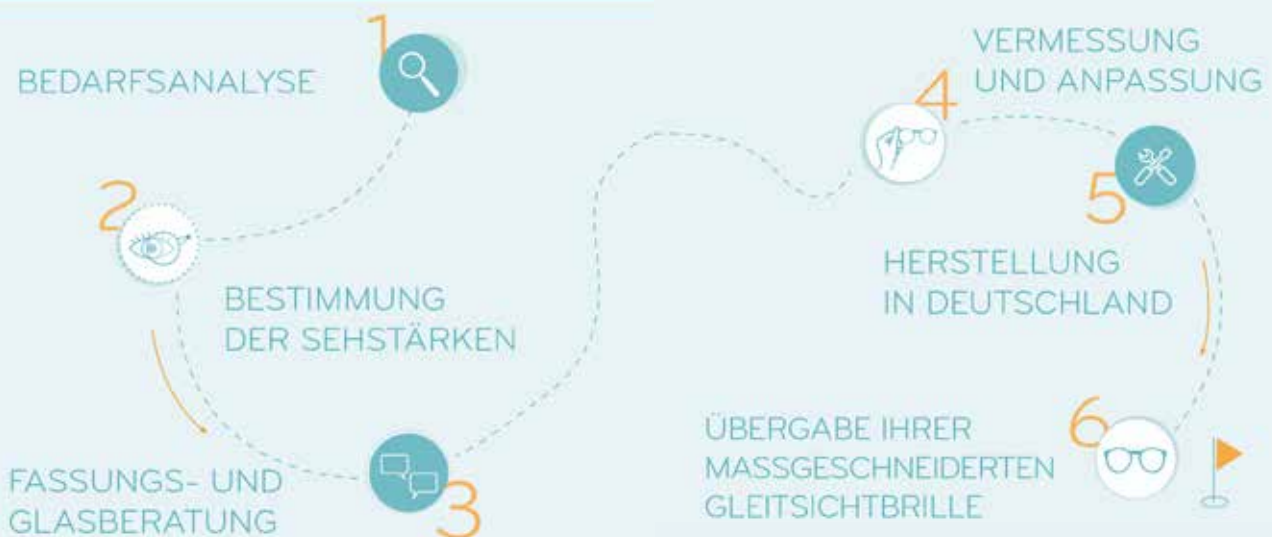 1
BEDARFSANALYSE
2
BESTIMMUNG
DER SEHSTÄRKEN
FASSUNGS- UND
GLASBERATUNG
3
4
VERMESSUNG
UND ANPASSUNG
5
HERSTELLUNG
IN DEUTSCHLAND
6
ÜBERGABE IHRER
MASSGESCHNEIDERTEN
GLEITSICHTBRILLE